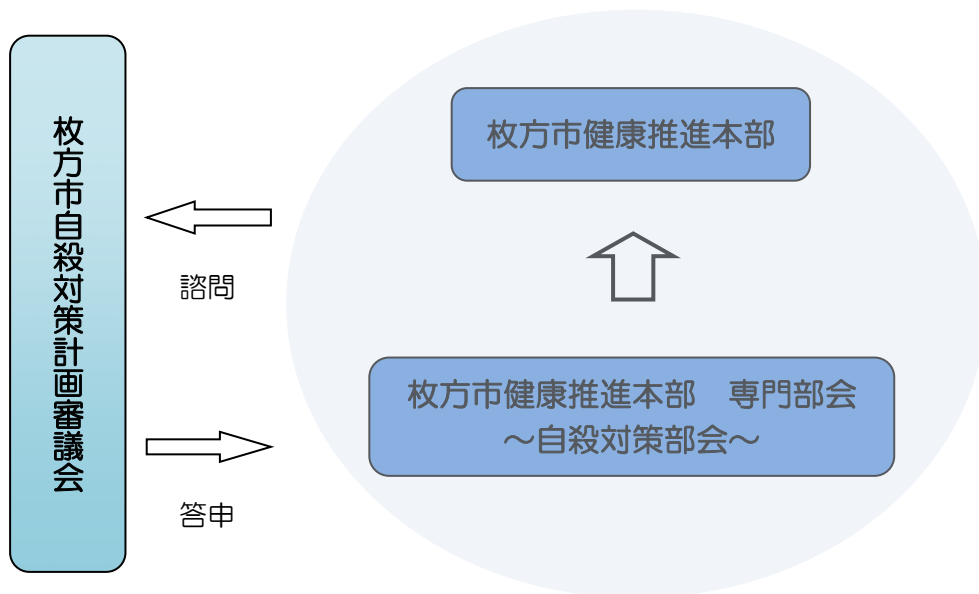 枚方市自殺対策計画審議会
諮問
答申
枚方市健康推進本部
枚方市健康推進本部　専門部会
～自殺対策部会～